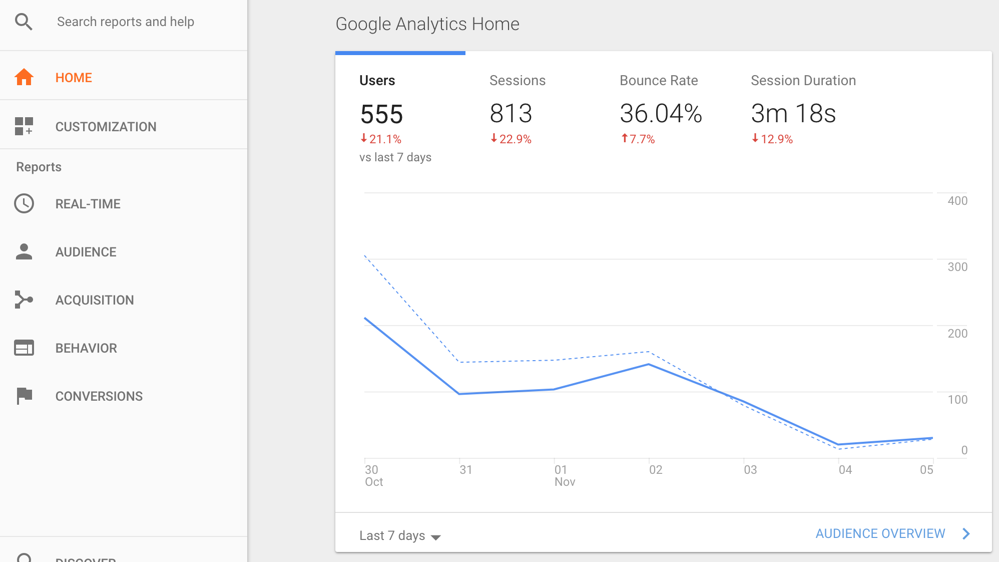 Search reports and help
HOME
CUSTOMIZATION
Reports
REAL-TIME
AUDIENCE
ACQUISITION
BEHAVIOR
CONVERSIONS
DISCOVER
Google Analytics Home
Users
555
21.1%
vs last 7 days
Sessions
813
22.9%
Bounce Rate
36.04%
7.7%
Session Duration
3m 18s
12.9%
400
300
200
100
0
30 31 01 02 03 04 05
Oct Nov
Last 7 days
AUDIENCE OVERVIEW